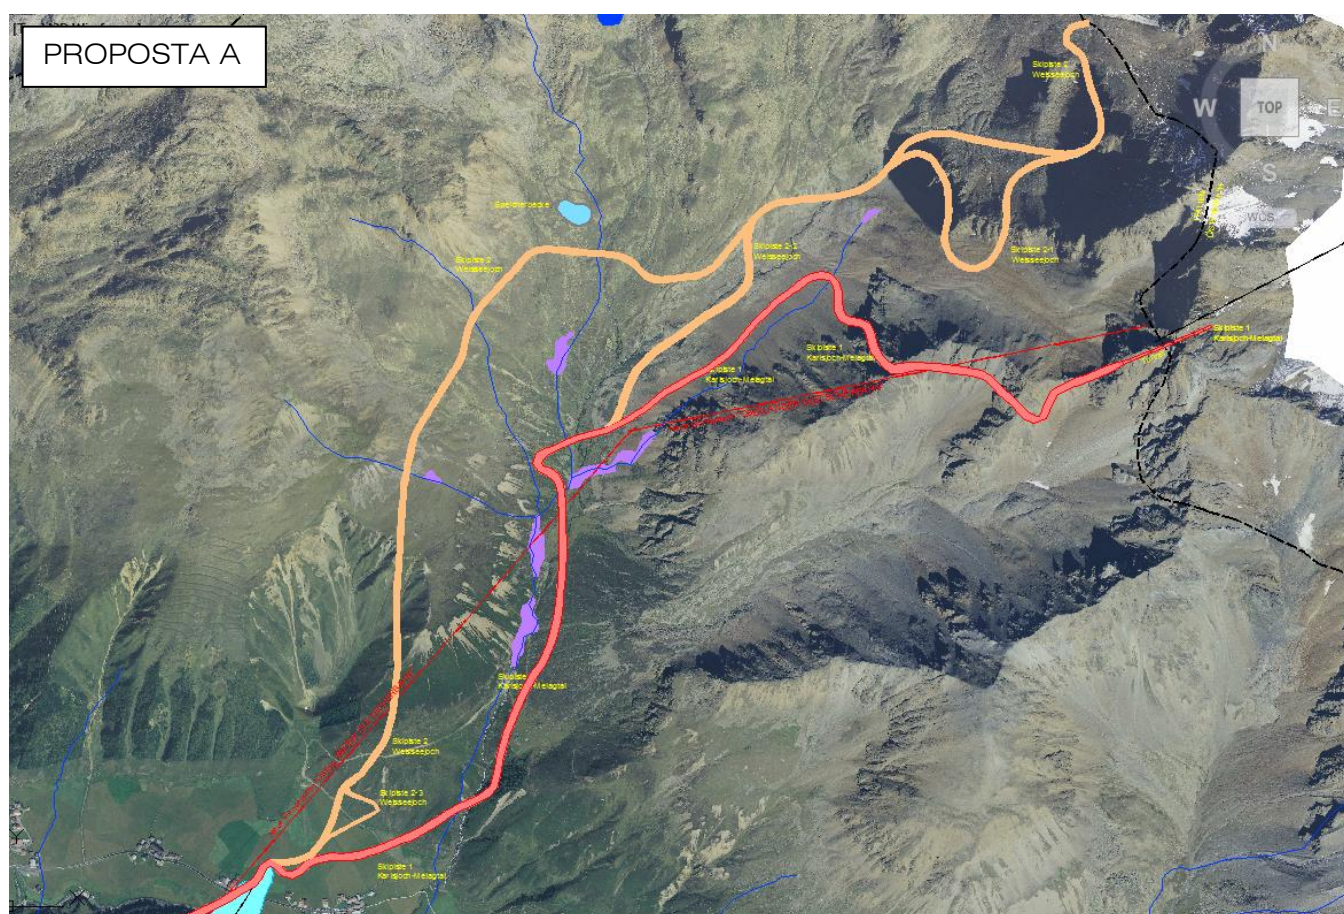 PROPOSTA A
N
W
TOP
E
S
WCS
Skipiste 2
Weisseejoch
Speicherbecken
Skipiste 2
Weisseejoch
Skipiste 2-2
Weisseejoch
Skipiste 2-1
Weisseejoch
Skipiste 1
Karlsjoch-Melagtal
Skipiste 1
Karlsjoch-Melagtal
Skipiste 1
Karlsjoch-Melagtal
Skipiste
Karlsjoch-Melagtal
Skipiste 2
Weisseejoch
Skipiste 2-3
Weisseejoch
Skipiste 1
Karlsjoch-Melagtal